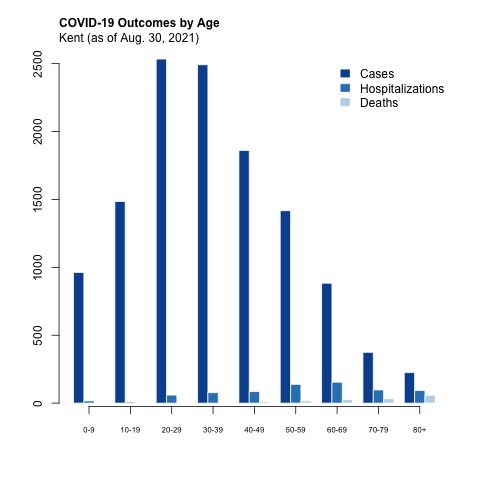 COVID-19 Outcomes by Age
Kent (as of Aug. 30, 2021)
Cases
Hospitalizations
Deaths
2500
2000
1500
1000
500
0
0-9 10-19 20-29 30-39 40-49 50-59 60-69 70-79 80+